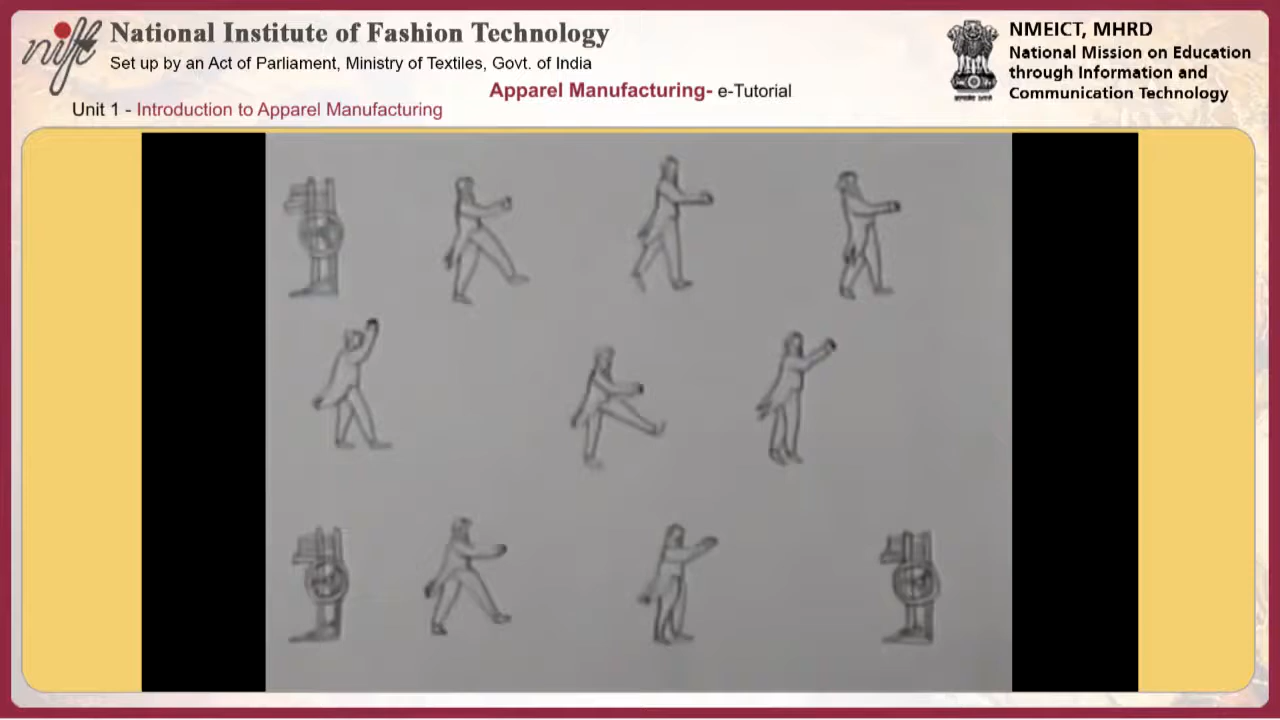 nift
National Institute of Fashion Technology
Set up by an Act of Parliament, Ministry of Textiles, Govt. of India
NMEICT, MHRD
National Mission on Education
through Information and
Communication Technology
Apparel Manufacturing- e-Tutorial
Unit 1 - Introduction to Apparel Manufacturing